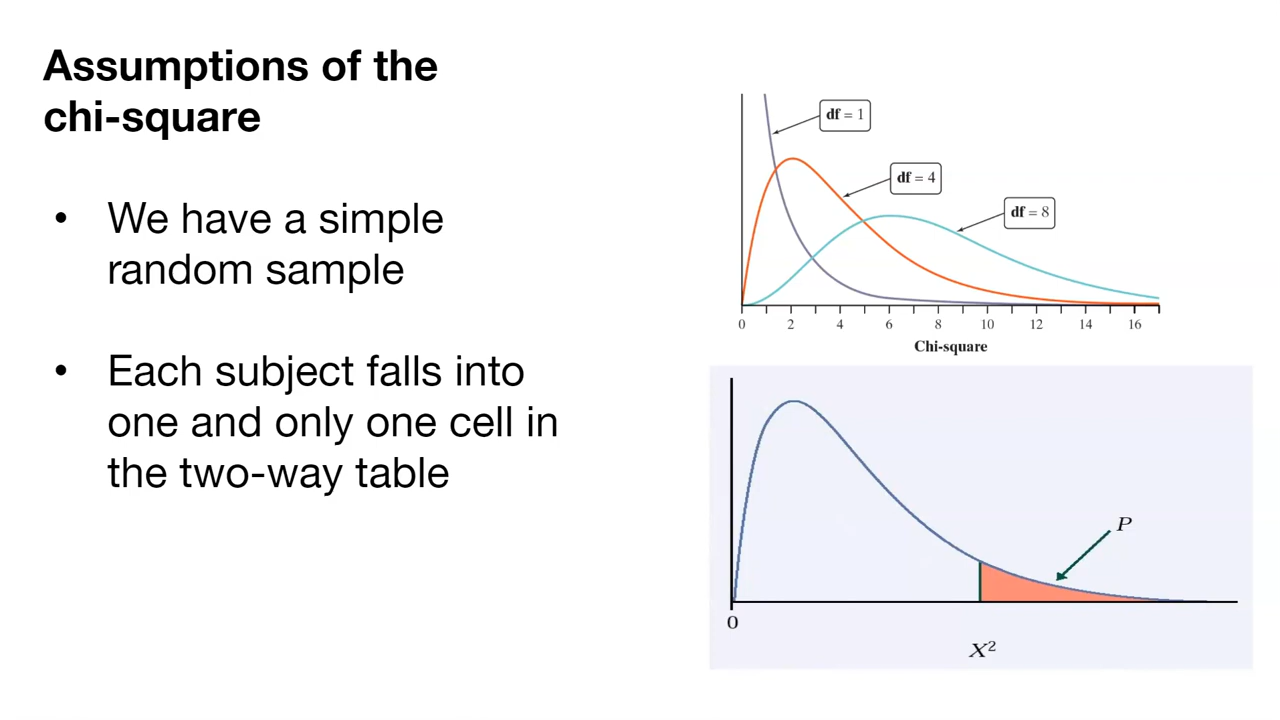 Assumptions of the
chi-square
• We have a simple
random sample
• Each subject falls into
one and only one cell in
the two-way table
df = 1
df = 4
df = 8
0 2 4 6 8 10 12 14 16
Chi-square
P
0
X²